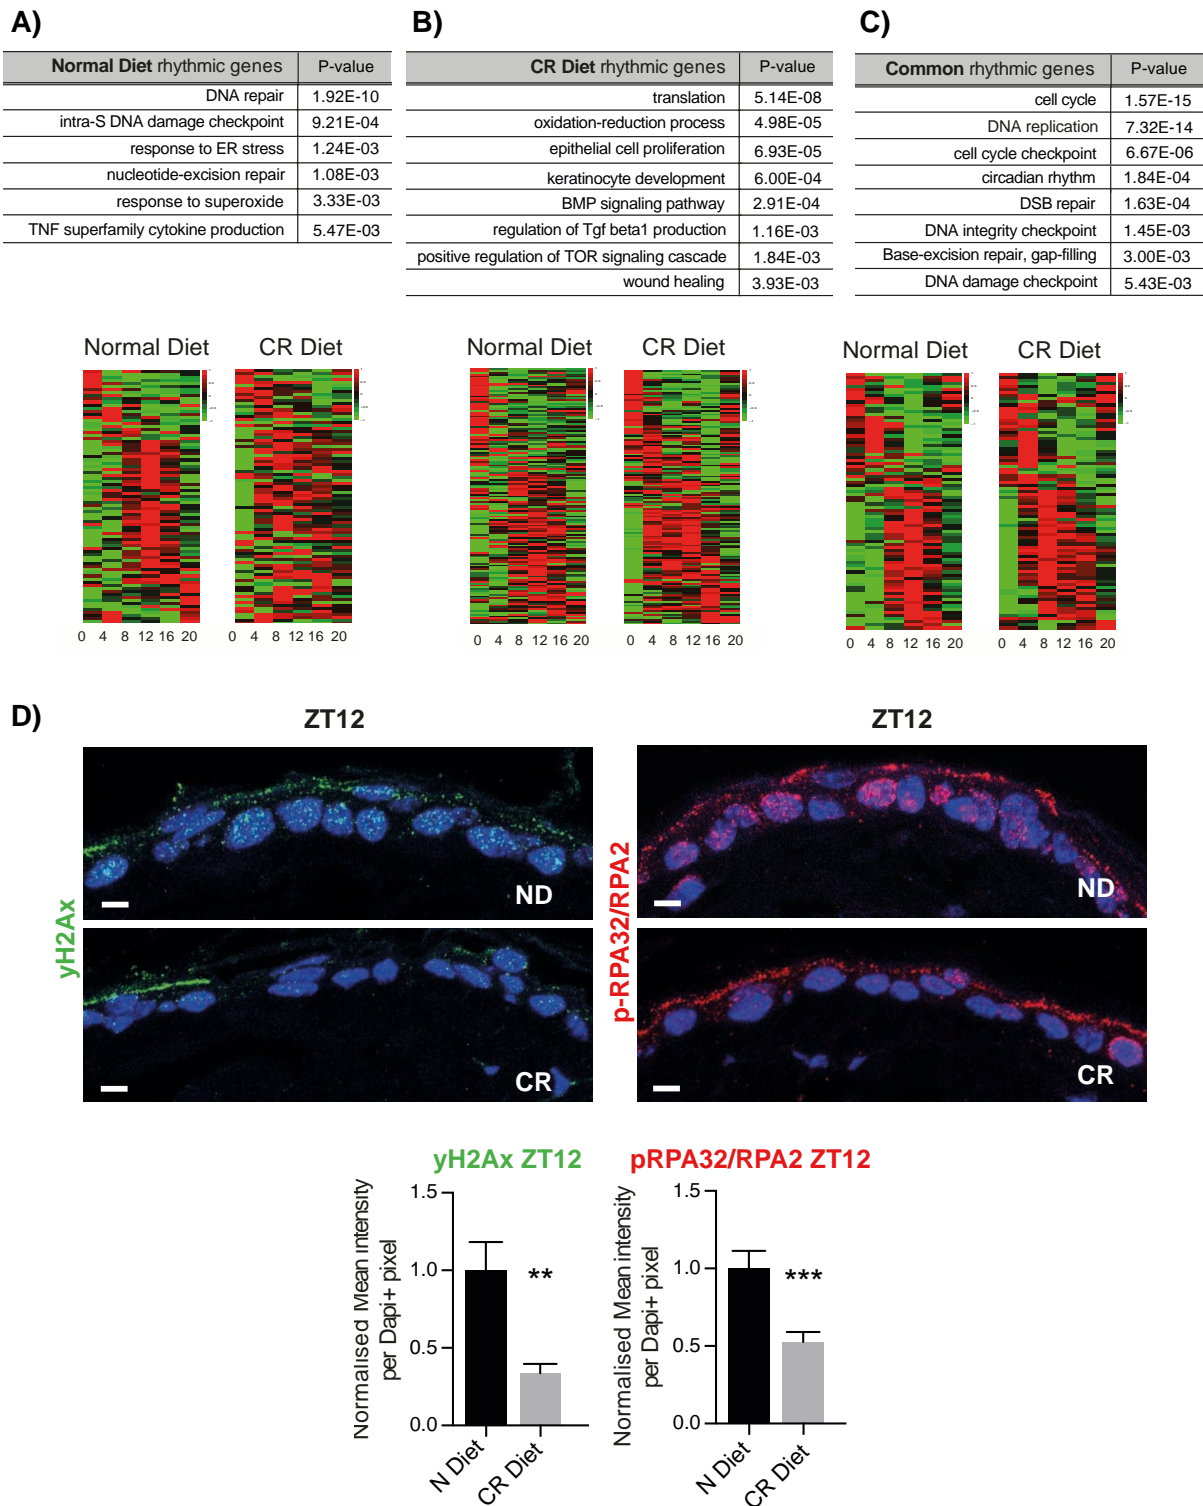 A)
Normal Diet rhythmic genes P-value
DNA repair 1.92E-10
intra-S DNA damage checkpoint 9.21E-04
response to ER stress 1.24E-03
nucleotide-excision repair 1.08E-03
response to superoxide 3.33E-03
TNF superfamily cytokine production 5.47E-03
B)
CR Diet rhythmic genes P-value
translation 5.14E-08
oxidation-reduction process 4.98E-05
epithelial cell proliferation 6.93E-05
keratinocyte development 6.00E-04
BMP signaling pathway 2.91E-04
regulation of Tgf beta1 production 1.16E-03
positive regulation of TOR signaling cascade 1.84E-03
wound healing 3.93E-03
C)
Common rhythmic genes P-value
cell cycle 1.57E-15
DNA replication 7.32E-14
cell cycle checkpoint 6.67E-06
circadian rhythm 1.84E-04
DSB repair 1.63E-04
DNA integrity checkpoint 1.45E-03
Base-excision repair, gap-filling 3.00E-03
DNA damage checkpoint 5.43E-03
Normal Diet CR Diet
0 4 8 12 16 20 0 4 8 12 16 20
Normal Diet CR Diet
0 4 8 12 16 20 0 4 8 12 16 20
Normal Diet CR Diet
0 4 8 12 16 20 0 4 8 12 16 20
D)
ZT12
yH2Ax
ND
CR
ZT12
p-RPA32/RPA2
ND
CR
yH2Ax ZT12
Normalised Mean intensity
per Dapi+ pixel
1.5
1.0
0.5
0.0
**
N Diet
CR Diet
pRPA32/RPA2 ZT12
Normalised Mean intensity
per Dapi+ pixel
1.5
1.0
0.5
0.0
***
N Diet
CR Diet